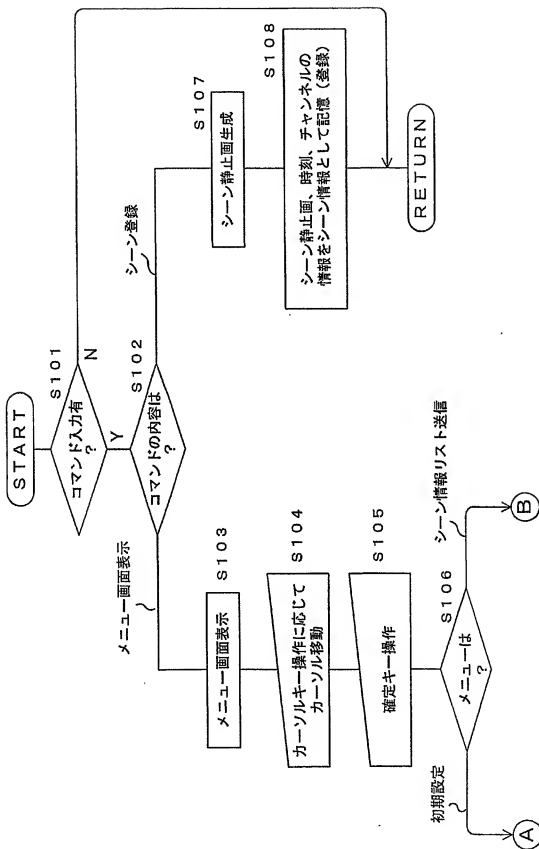 START
S101
コマンド入力有
?
N
Y
S102
コマンドの内容は
?
メニュー画面表示
シーン登録
S103
メニュー画面表示
S104
カーソルキー操作に応じて
カーソル移動
S105
確定キー操作
S106
メニューは
?
初期設定
シーン情報リスト送信
A
B
S107
シーン静止画生成
S108
シーン静止画、時刻、チャンネルの
情報をシーン情報として記憶(登録)
RETURN